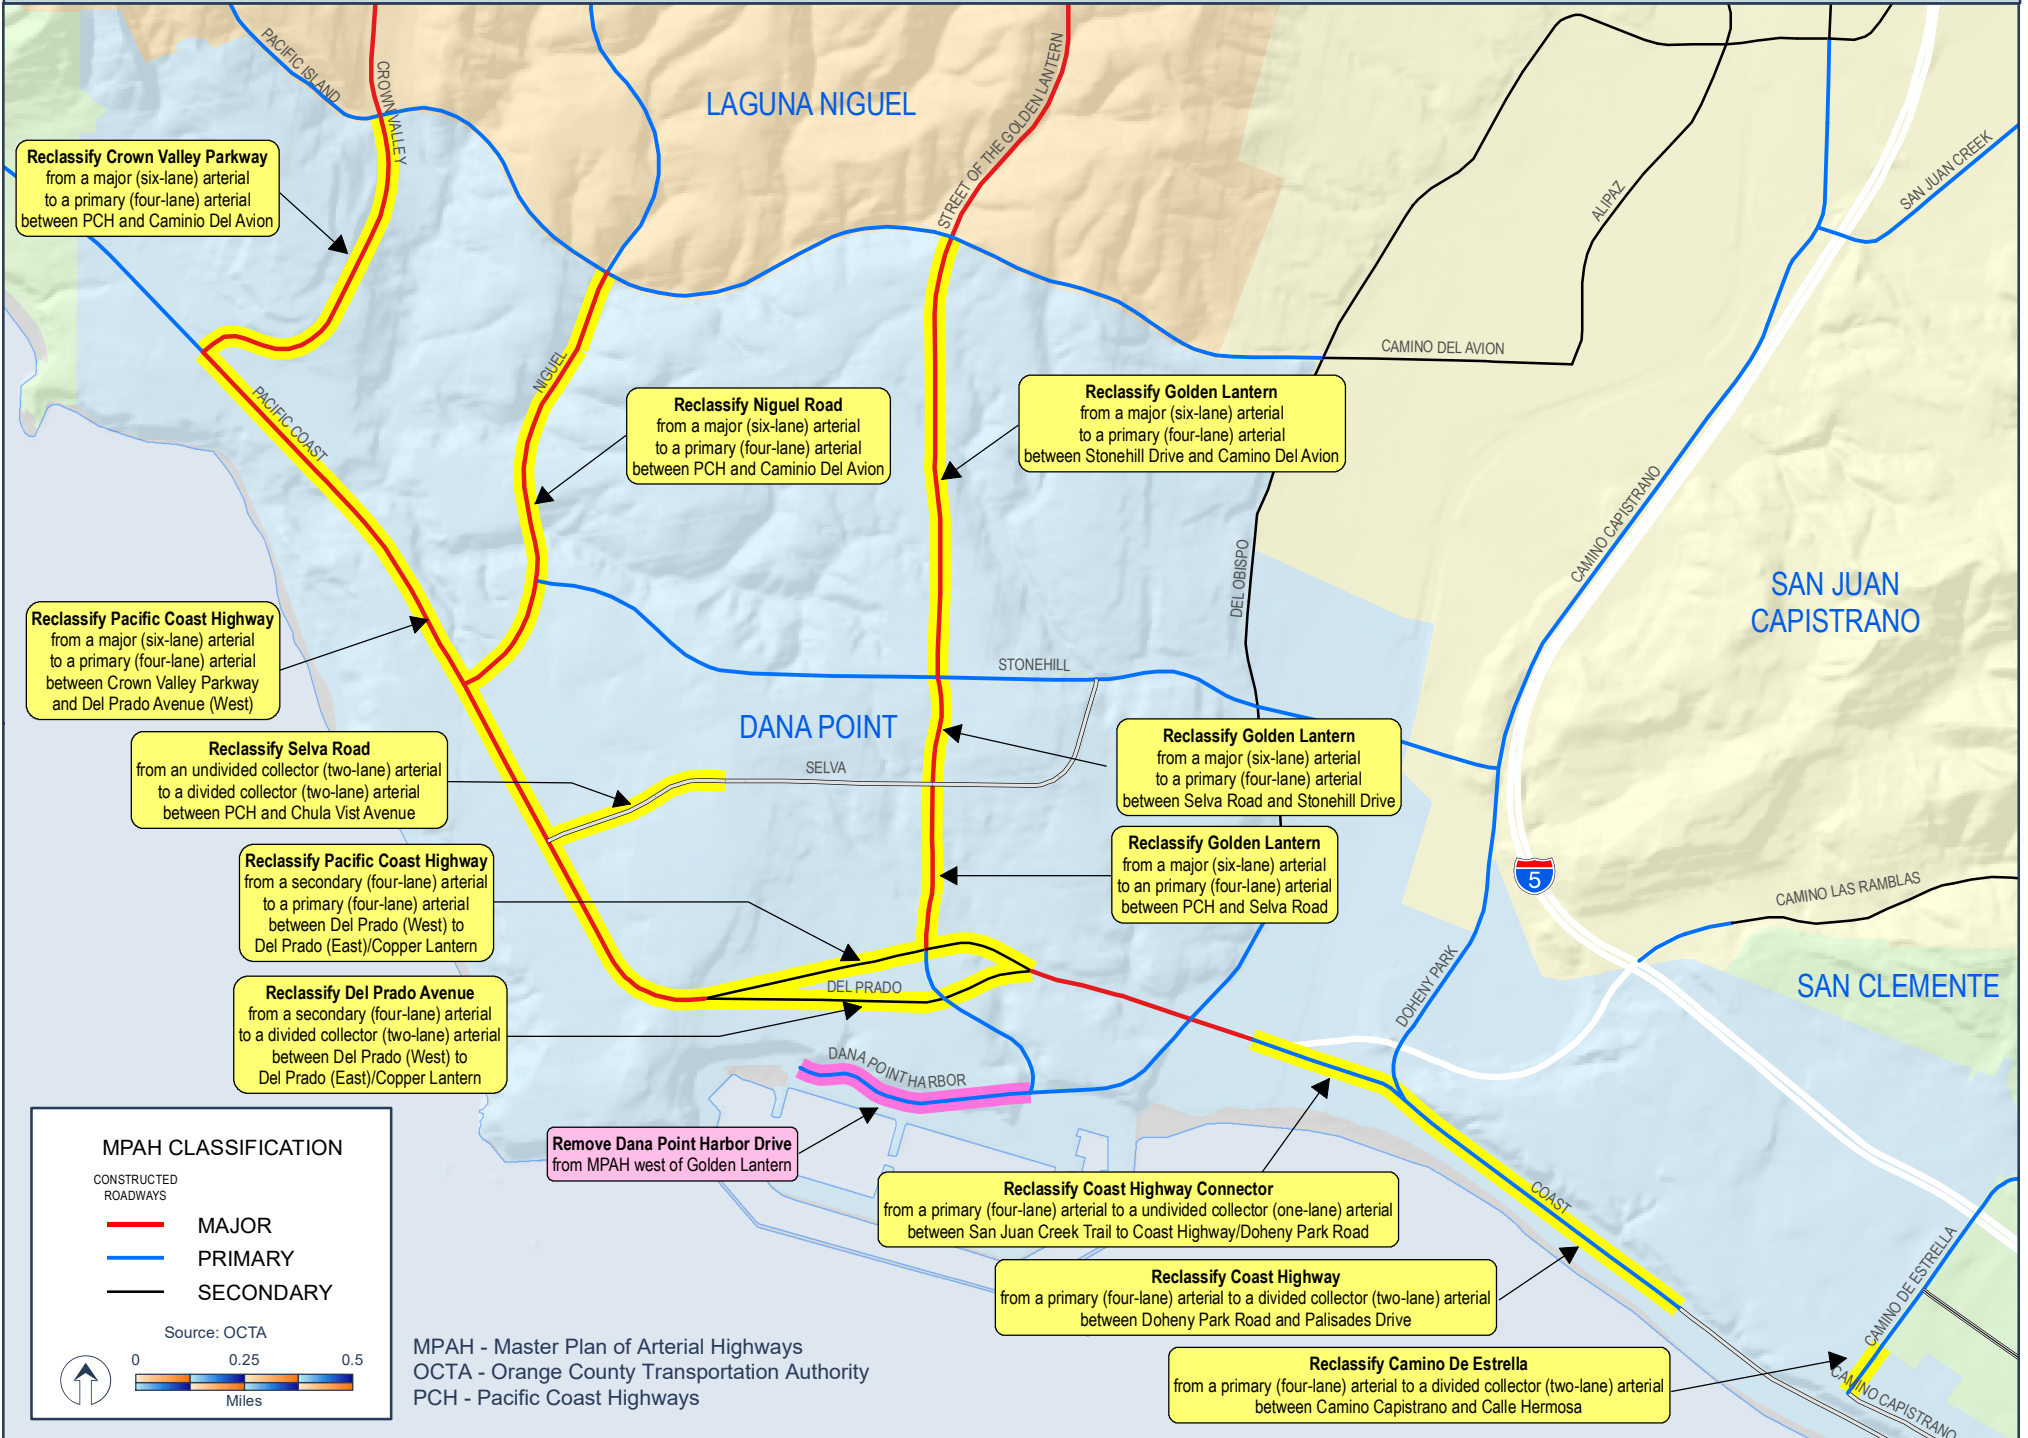 PACIFIC ISLAND
CROWN VALLEY
LAGUNA NIGUEL
STREET OF THE GOLDEN LANTERN
SAN JUAN CREEK
ALIPAZ
Reclassify Crown Valley Parkway
from a major (six-lane) arterial
to a primary (four-lane) arterial
between PCH and Caminio Del Avion
CAMINO DEL AVION
NIGUEL
PACIFIC COAST
Reclassify Niguel Road
from a major (six-lane) arterial
to a primary (four-lane) arterial
between PCH and Caminio Del Avion
Reclassify Golden Lantern
from a major (six-lane) arterial
to a primary (four-lane) arterial
between Stonehill Drive and Camino Del Avion
CAMINO CAPISTRANO
DEL OBISPO
SAN JUAN
CAPISTRANO
Reclassify Pacific Coast Highway
from a major (six-lane) arterial
to a primary (four-lane) arterial
between Crown Valley Parkway
and Del Prado Avenue (West)
STONEHILL
DANA POINT
Reclassify Selva Road
from an undivided collector (two-lane) arterial
to a divided collector (two-lane) arterial
between PCH and Chula Vist Avenue
SELVA
Reclassify Golden Lantern
from a major (six-lane) arterial
to a primary (four-lane) arterial
between Selva Road and Stonehill Drive
Reclassify Golden Lantern
from a major (six-lane) arterial
to an primary (four-lane) arterial
between PCH and Selva Road
5
CAMINO LAS RAMBLAS
Reclassify Pacific Coast Highway
from a secondary (four-lane) arterial
to a primary (four-lane) arterial
between Del Prado (West) to
Del Prado (East)/Copper Lantern
DOHENY PARK
SAN CLEMENTE
DEL PRADO
Reclassify Del Prado Avenue
from a secondary (four-lane) arterial
to a divided collector (two-lane) arterial
between Del Prado (West) to
Del Prado (East)/Copper Lantern
DANA POINT HARBOR
Remove Dana Point Harbor Drive
from MPAH west of Golden Lantern
Reclassify Coast Highway Connector
from a primary (four-lane) arterial to a undivided collector (one-lane) arterial
between San Juan Creek Trail to Coast Highway/Doheny Park Road
COAST
Reclassify Coast Highway
from a primary (four-lane) arterial to a divided collector (two-lane) arterial
between Doheny Park Road and Palisades Drive
CAMINO DE ESTRELLA
Reclassify Camino De Estrella
from a primary (four-lane) arterial to a divided collector (two-lane) arterial
between Camino Capistrano and Calle Hermosa
CAMINO CAPISTRANO
MPAH CLASSIFICATION
CONSTRUCTED
ROADWAYS
MAJOR
PRIMARY
SECONDARY
Source: OCTA
0 0.25 0.5
Miles
MPAH - Master Plan of Arterial Highways
OCTA - Orange County Transportation Authority
PCH - Pacific Coast Highways